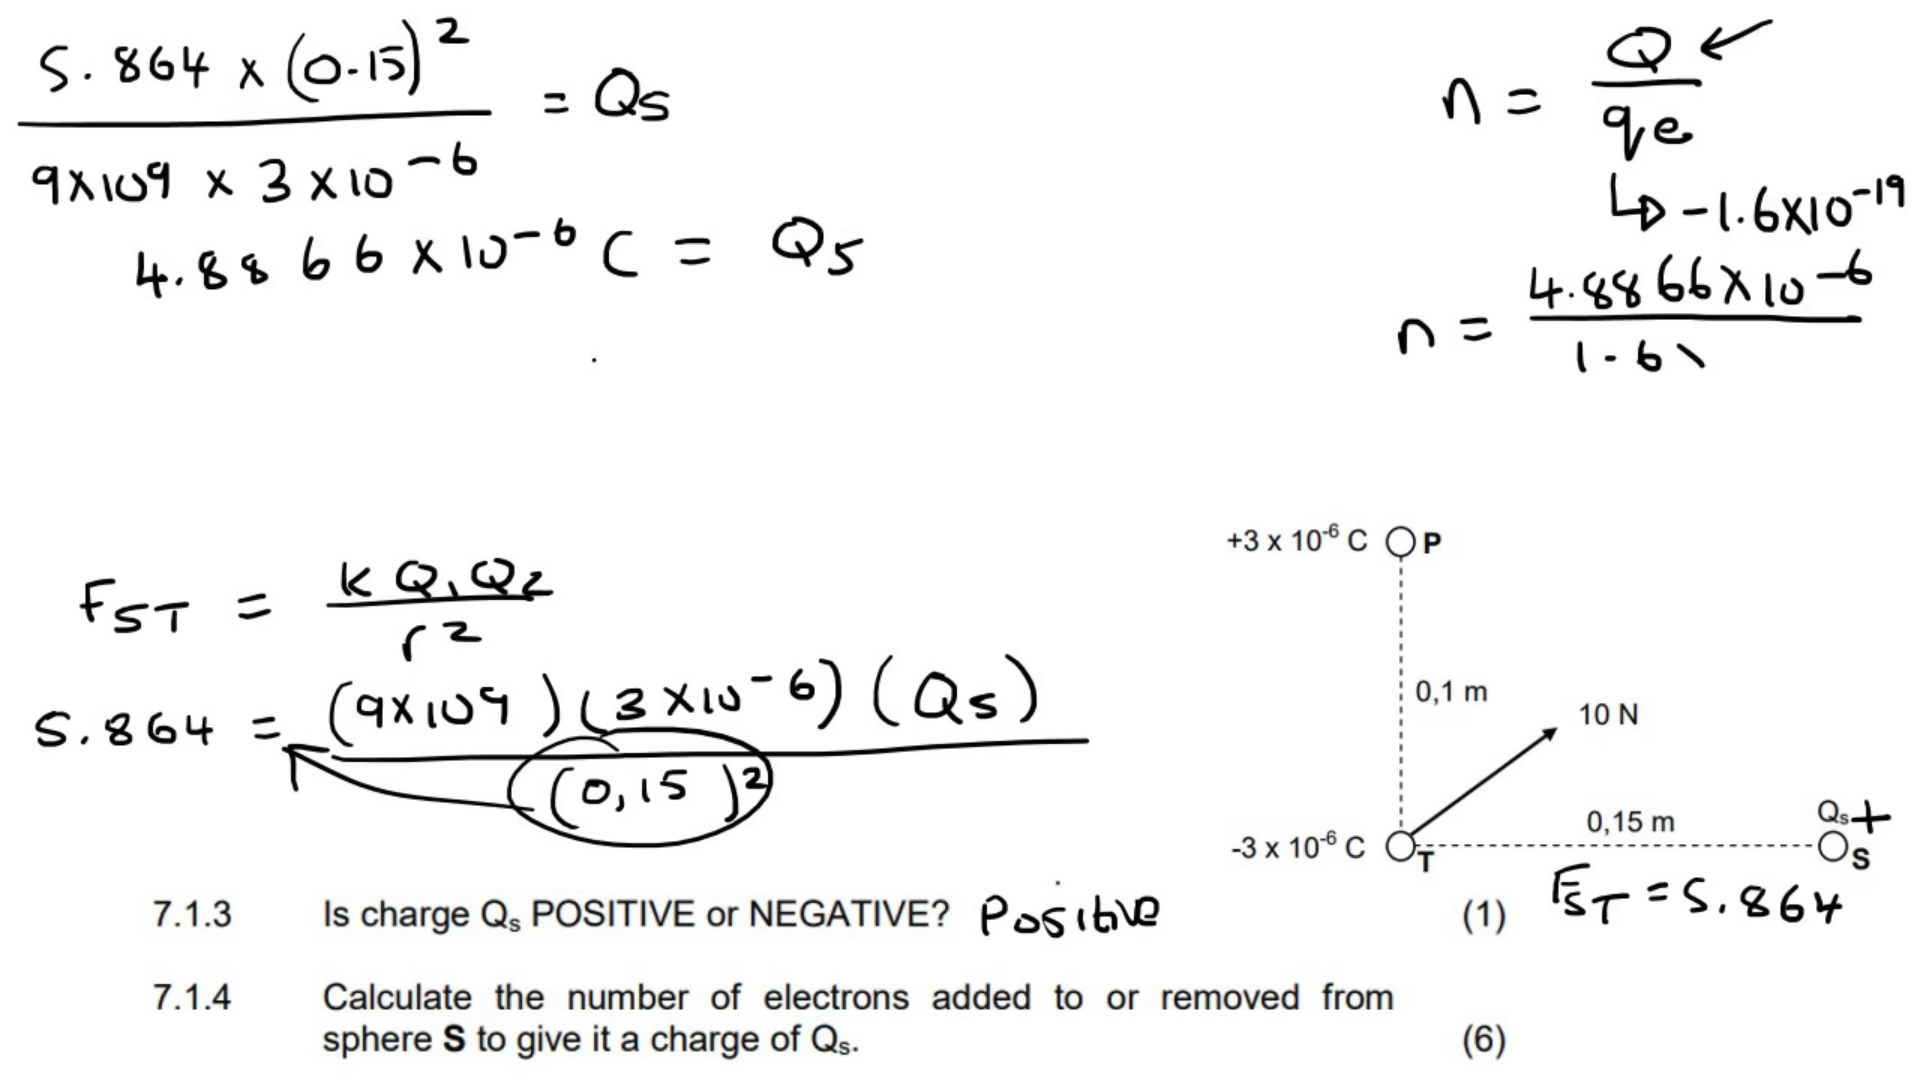 5.864 x (0.15)² / 9x10⁹ x 3x10⁻⁶ = Qs
4.8866 x 10⁻⁶ C = Qs
n = Q / qe
↳ -1.6x10⁻¹⁹
n = 4.8866x10⁻⁶ / 1.6\
F_ST = kQ₁Q₂ / r²
5.864 = (9x10⁹)(3x10⁻⁶)(Qs) / (0,15)²
+3 x 10⁻⁶ C P
0,1 m
10 N
0,15 m
Qs +
-3 x 10⁻⁶ C T
S
F_ST = 5.864
7.1.3 Is charge Qₛ POSITIVE or NEGATIVE? Positive (1)
7.1.4 Calculate the number of electrons added to or removed from
sphere S to give it a charge of Qₛ. (6)